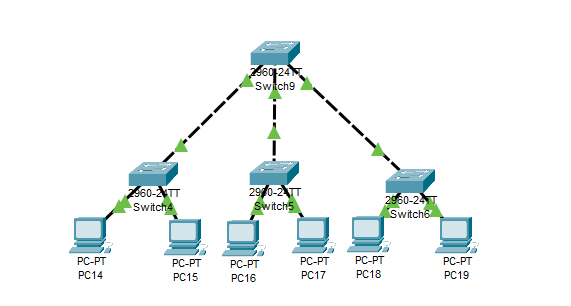 2960-24TT
Switch9
2960-24TT
Switch4
2960-24TT
Switch5
2960-24TT
Switch6
PC-PT
PC14
PC-PT
PC15
PC-PT
PC16
PC-PT
PC17
PC-PT
PC18
PC-PT
PC19